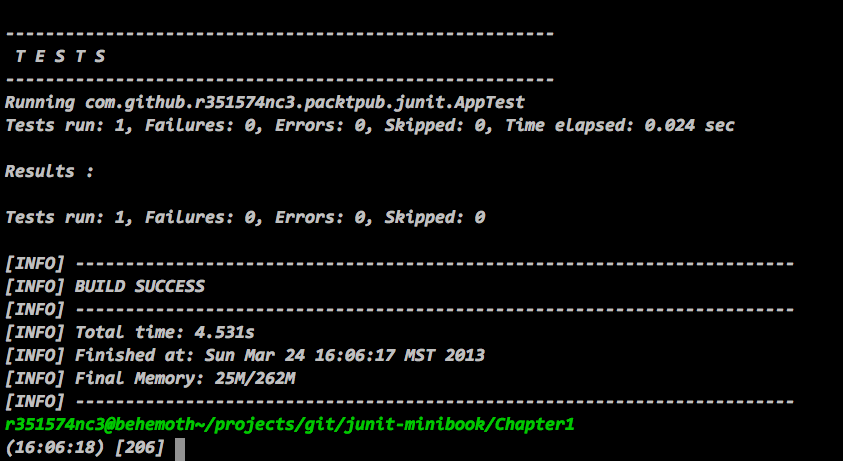 -------------------------------------------------------
 T E S T S
-------------------------------------------------------
Running com.github.r351574nc3.packtpub.junit.AppTest
Tests run: 1, Failures: 0, Errors: 0, Skipped: 0, Time elapsed: 0.024 sec
Results :
Tests run: 1, Failures: 0, Errors: 0, Skipped: 0
[INFO] ------------------------------------------------------------------------
[INFO] BUILD SUCCESS
[INFO] ------------------------------------------------------------------------
[INFO] Total time: 4.531s
[INFO] Finished at: Sun Mar 24 16:06:17 MST 2013
[INFO] Final Memory: 25M/262M
[INFO] ------------------------------------------------------------------------
r351574nc3@behemoth~/projects/git/junit-minibook/Chapter1
(16:06:18) [206]